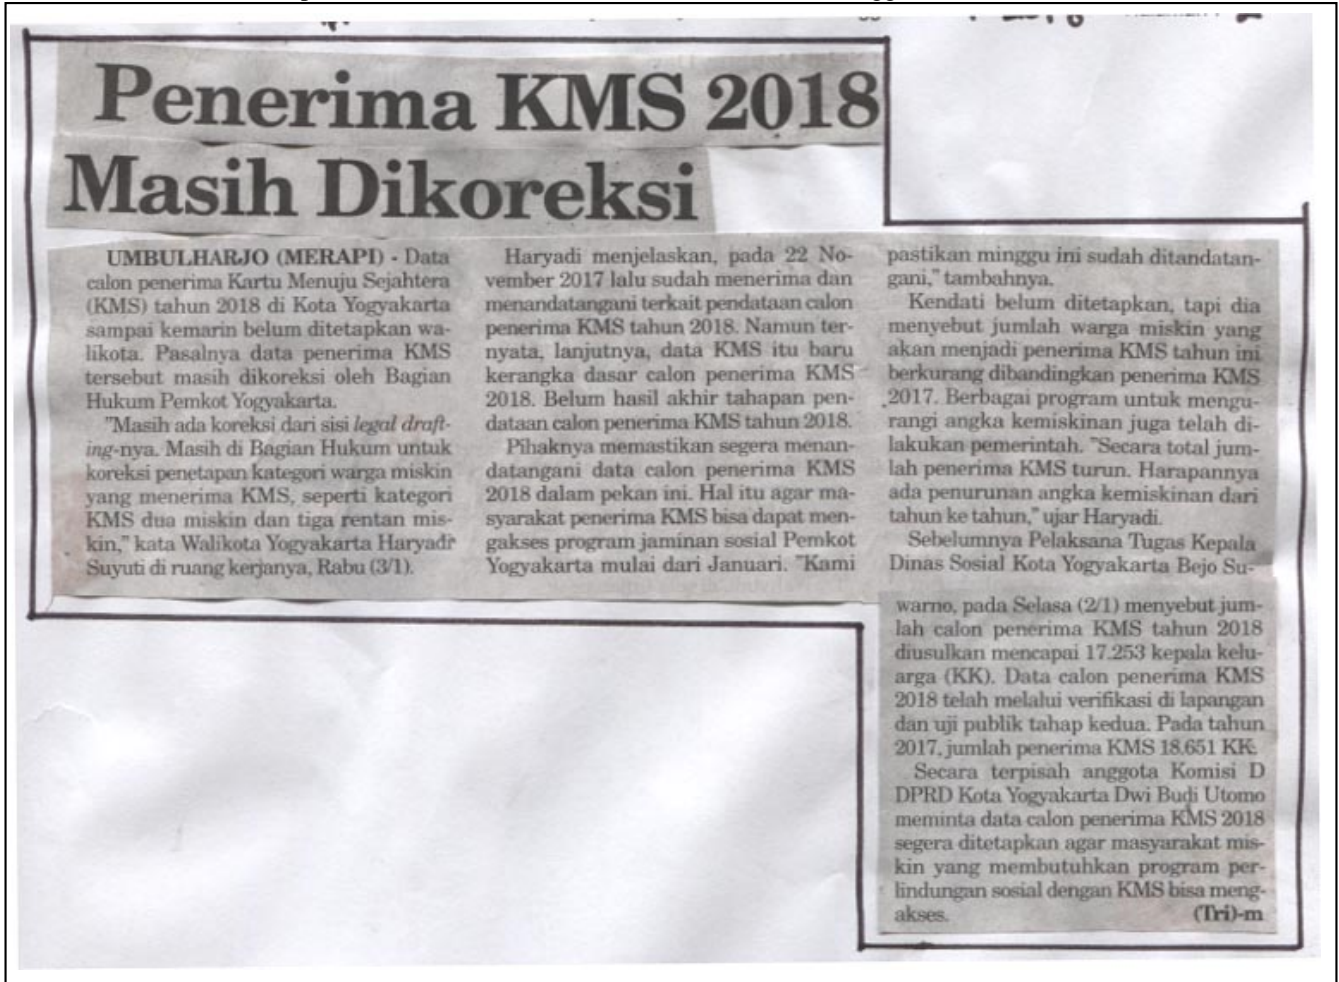 Penerima KMS 2018
Masih Dikoreksi
UMBULHARJO (MERAPI) - Data
calon penerima Kartu Menuju Sejahtera
(KMS) tahun 2018 di Kota Yogyakarta
sampai kemarin belum ditetapkan wa-
likota. Pasalnya data penerima KMS
tersebut masih dikoreksi oleh Bagian
Hukum Pemkot Yogyakarta.
"Masih ada koreksi dari sisi legal draft-
ing-nya. Masih di Bagian Hukum untuk
koreksi penetapan kategori warga miskin
yang menerima KMS, seperti kategori
KMS dua miskin dan tiga rentan mis-
kin," kata Walikota Yogyakarta Haryadi
Suyuti di ruang kerjanya, Rabu (3/1).
Haryadi menjelaskan, pada 22 No-
vember 2017 lalu sudah menerima dan
menandatangani terkait pendataan calon
penerima KMS tahun 2018. Namun ter-
nyata, lanjutnya, data KMS itu baru
kerangka dasar calon penerima KMS
2018. Belum hasil akhir tahapan pen-
dataan calon penerima KMS tahun 2018.
Pihaknya memastikan segera menan-
datangani data calon penerima KMS
2018 dalam pekan ini. Hal itu agar ma-
syarakat penerima KMS bisa dapat men-
gakses program jaminan sosial Pemkot
Yogyakarta mulai dari Januari. "Kami
pastikan minggu ini sudah ditandatan-
gani," tambahnya.
Kendati belum ditetapkan, tapi dia
menyebut jumlah warga miskin yang
akan menjadi penerima KMS tahun ini
berkurang dibandingkan penerima KMS
2017. Berbagai program untuk mengu-
rangi angka kemiskinan juga telah di-
lakukan pemerintah. "Secara total jum-
lah penerima KMS turun. Harapannya
ada penurunan angka kemiskinan dari
tahun ke tahun," ujar Haryadi.
Sebelumnya Pelaksana Tugas Kepala
Dinas Sosial Kota Yogyakarta Bejo Su-
warno, pada Selasa (2/1) menyebut jum-
lah calon penerima KMS tahun 2018
diusulkan mencapai 17.253 kepala kelu-
arga (KK). Data calon penerima KMS
2018 telah melalui verifikasi di lapangan
dan uji publik tahap kedua. Pada tahun
2017, jumlah penerima KMS 18.651 KK.
Secara terpisah anggota Komisi D
DPRD Kota Yogyakarta Dwi Budi Utomo
meminta data calon penerima KMS 2018
segera ditetapkan agar masyarakat mis-
kin yang membutuhkan program per-
lindungan sosial dengan KMS bisa meng-
akses. (Tri)-m